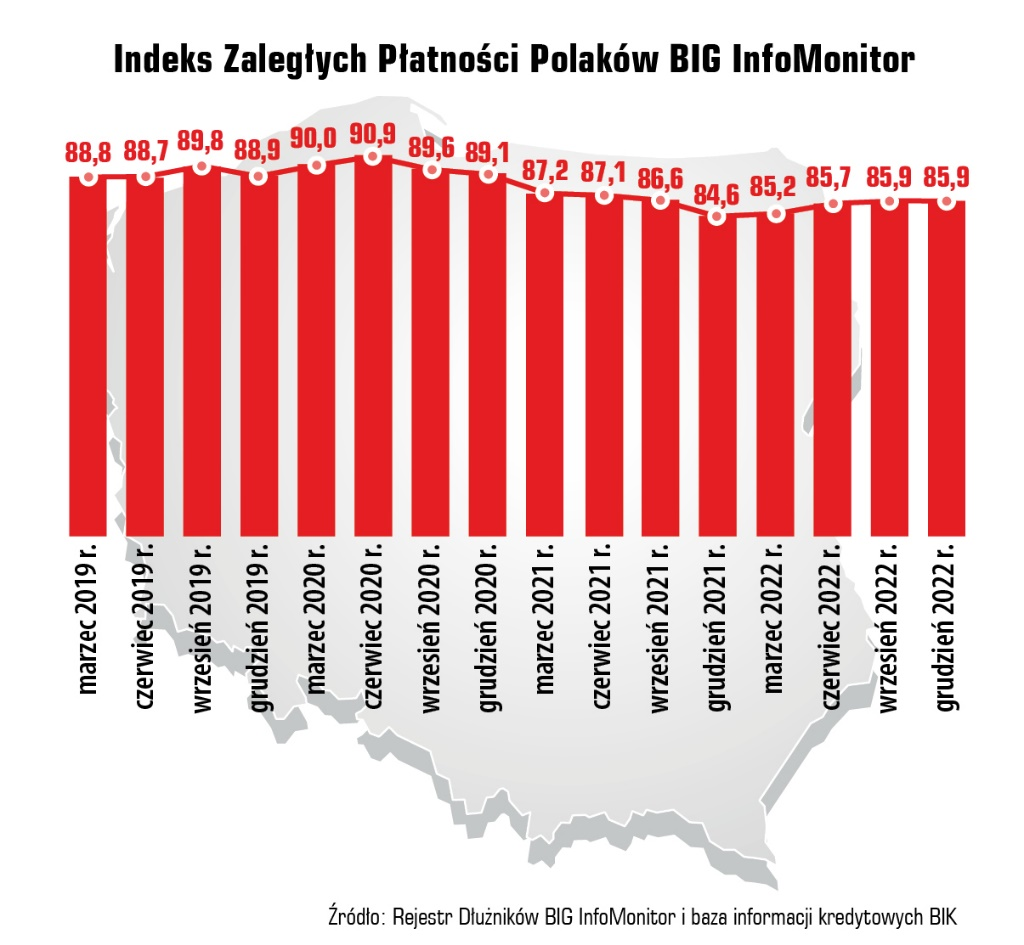 Indeks Zaległych Płatności Polaków BIG InfoMonitor
88,8 88,7 89,8 88,9 90,0 90,9 89,6 89,1 87,2 87,1 86,6 84,6 85,2 85,7 85,9 85,9
marzec 2019 r.
czerwiec 2019 r.
wrzesień 2019 r.
grudzień 2019 r.
marzec 2020 r.
czerwiec 2020 r.
wrzesień 2020 r.
grudzień 2020 r.
marzec 2021 r.
czerwiec 2021 r.
wrzesień 2021 r.
grudzień 2021 r.
marzec 2022 r.
czerwiec 2022 r.
wrzesień 2022 r.
grudzień 2022 r.
Źródło: Rejestr Dłużników BIG InfoMonitor i baza informacji kredytowych BIK